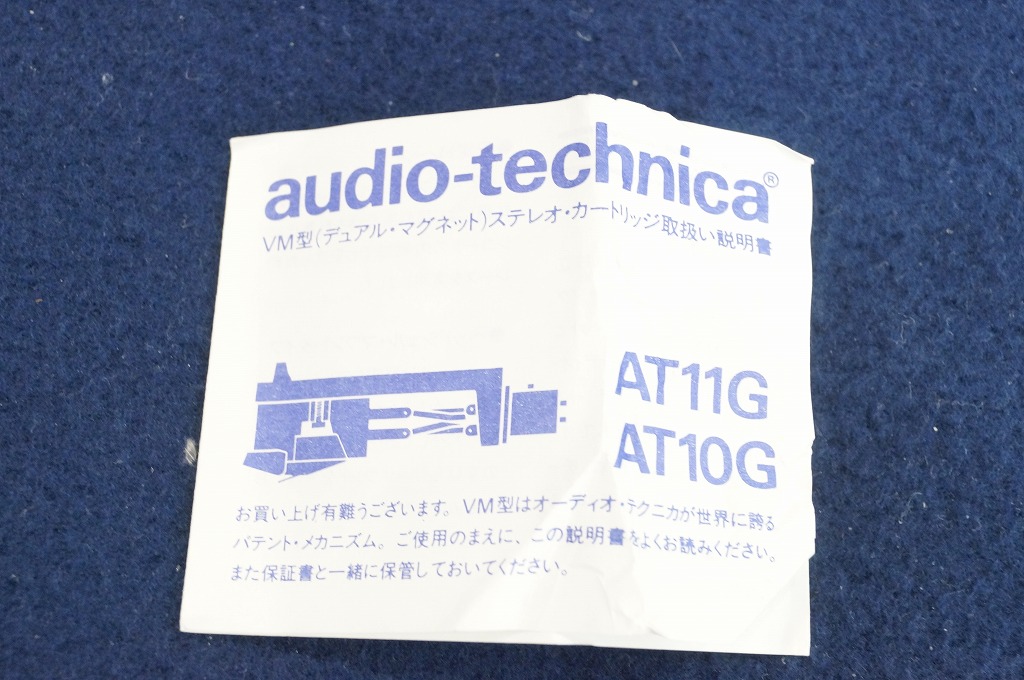 audio-technica®
VM型(デュアル・マグネット)ステレオ・カートリッジ取扱い説明書
AT11G
AT10G
お買い上げ有難うございます。VM型はオーディオ・テクニカが世界に誇る
パテント・メカニズム。ご使用のまえに、この説明書をよくお読みください。
また保証書と一緒に保管しておいてください。